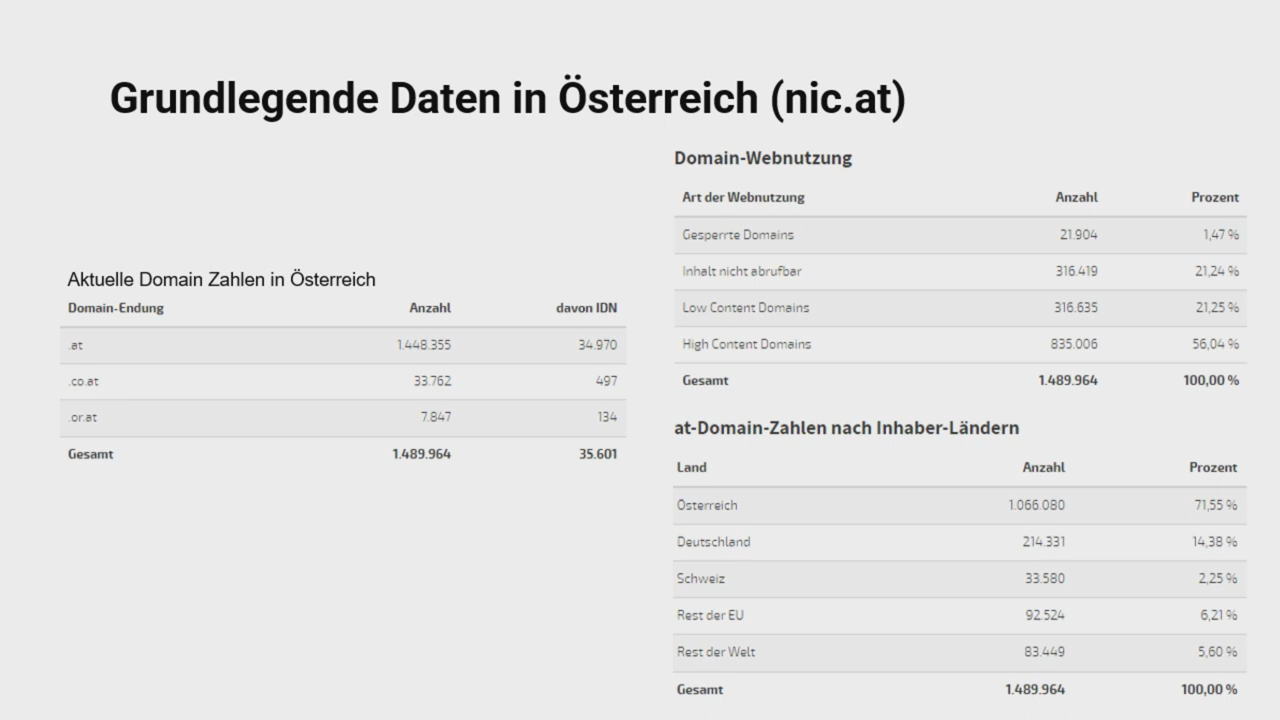 Grundlegende Daten in Österreich (nic.at)
Aktuelle Domain Zahlen in Österreich
Domain-Endung Anzahl davon IDN
.at 1.448.355 34.970
.co.at 33.762 497
.or.at 7.847 134
Gesamt 1.489.964 35.601
Domain-Webnutzung
Art der Webnutzung Anzahl Prozent
Gesperrte Domains 21.904 1,47 %
Inhalt nicht abrufbar 316.419 21,24 %
Low Content Domains 316.635 21,25 %
High Content Domains 835.006 56,04 %
Gesamt 1.489.964 100,00 %
at-Domain-Zahlen nach Inhaber-Ländern
Land Anzahl Prozent
Österreich 1.066.080 71,55 %
Deutschland 214.331 14,38 %
Schweiz 33.580 2,25 %
Rest der EU 92.524 6,21 %
Rest der Welt 83.449 5,60 %
Gesamt 1.489.964 100,00 %